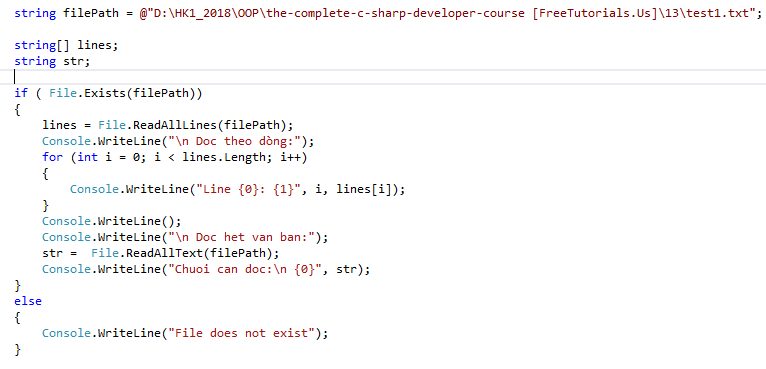 string filePath = @"D:\HK1_2018\OOP\the-complete-c-sharp-developer-course [FreeTutorials.Us]\13\test1.txt";

string[] lines;
string str;

if ( File.Exists(filePath))
{
    lines = File.ReadAllLines(filePath);
    Console.WriteLine("\n Doc theo dòng:");
    for (int i = 0; i < lines.Length; i++)
    {
        Console.WriteLine("Line {0}: {1}", i, lines[i]);
    }
    Console.WriteLine();
    Console.WriteLine("\n Doc het van ban:");
    str =  File.ReadAllText(filePath);
    Console.WriteLine("Chuoi can doc:\n {0}", str);
}
else
{
    Console.WriteLine("File does not exist");
}